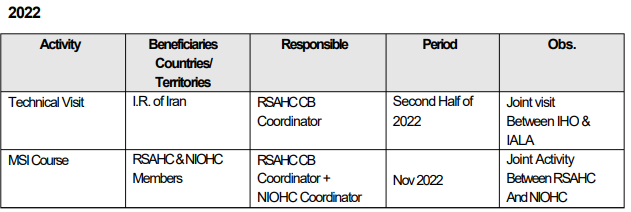 2022
Activity
Beneficiaries
Countries/
Territories
Responsible
Period
Obs.
Technical Visit
I.R. of Iran
RSAHC CB
Coordinator
Second Half of
2022
Joint visit
Between IHO &
IALA
MSI Course
RSAHC & NIOHC
Members
RSAHC CB
Coordinator +
NIOHC Coordinator
Nov 2022
Joint Activity
Between RSAHC
And NIOHC